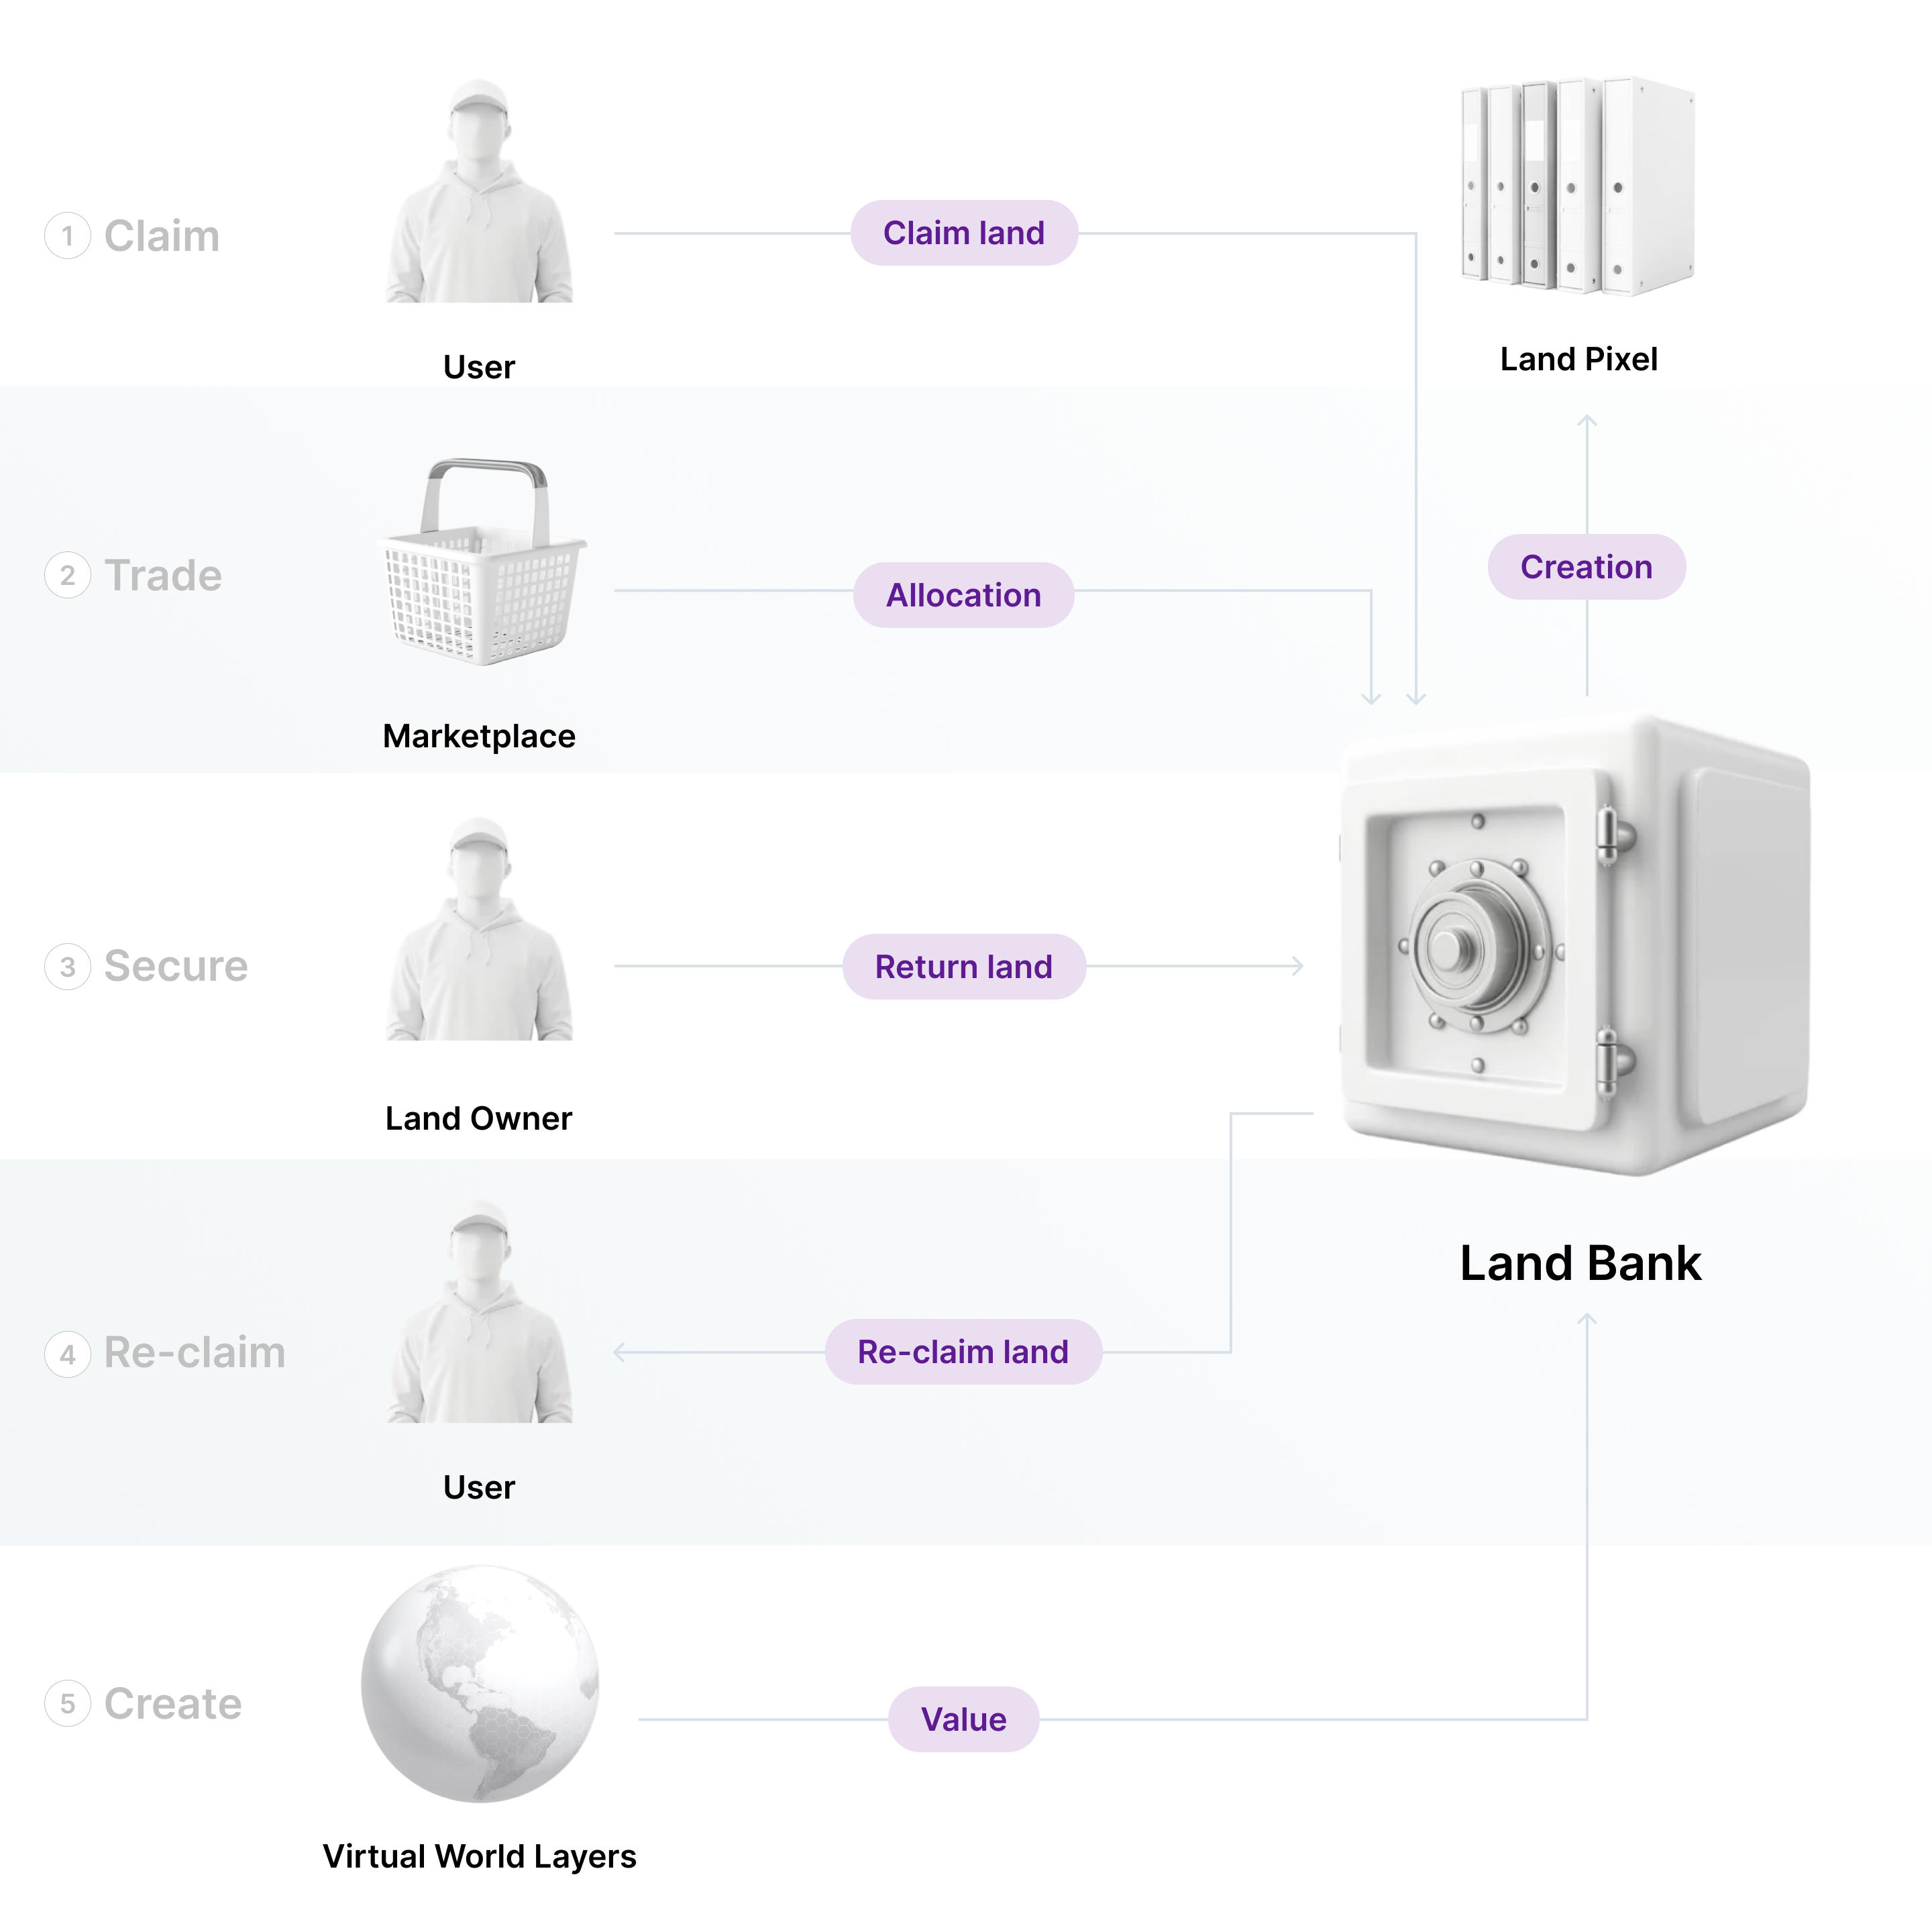 1 Claim
User
Claim land
Land Pixel
2 Trade
Marketplace
Allocation
Creation
3 Secure
Land Owner
Return land
Land Bank
4 Re-claim
User
Re-claim land
5 Create
Virtual World Layers
Value